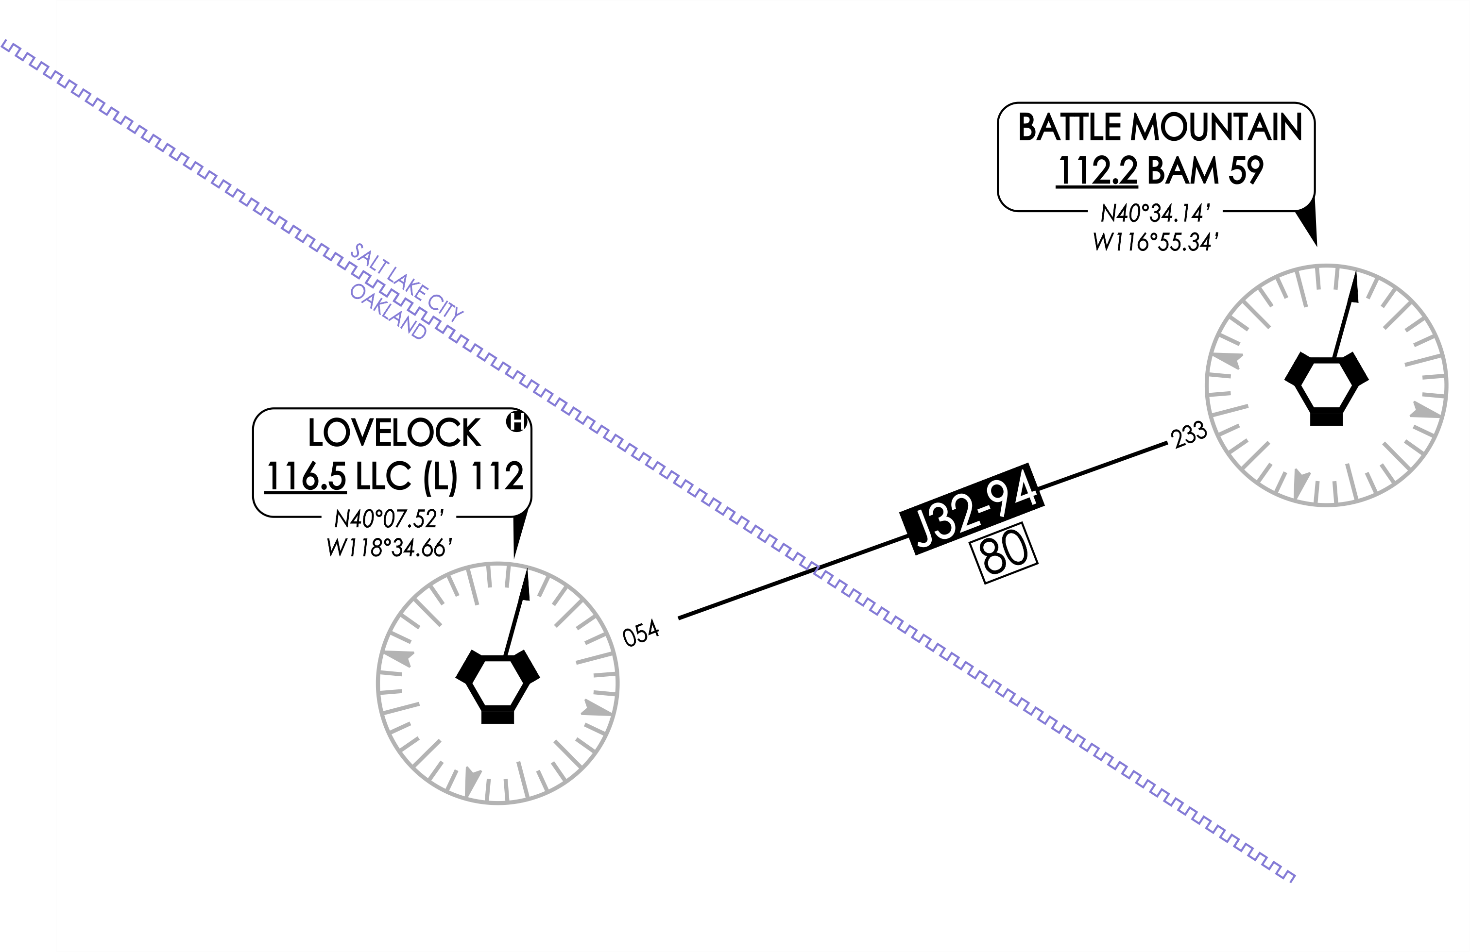 BATTLE MOUNTAIN
112.2 BAM 59
N40°34.14’
W116°55.34’
SALT LAKE CITY
OAKLAND
LOVELOCK H
116.5 LLC (L) 112
N40°07.52’
W118°34.66’
233
J32-94
80
054